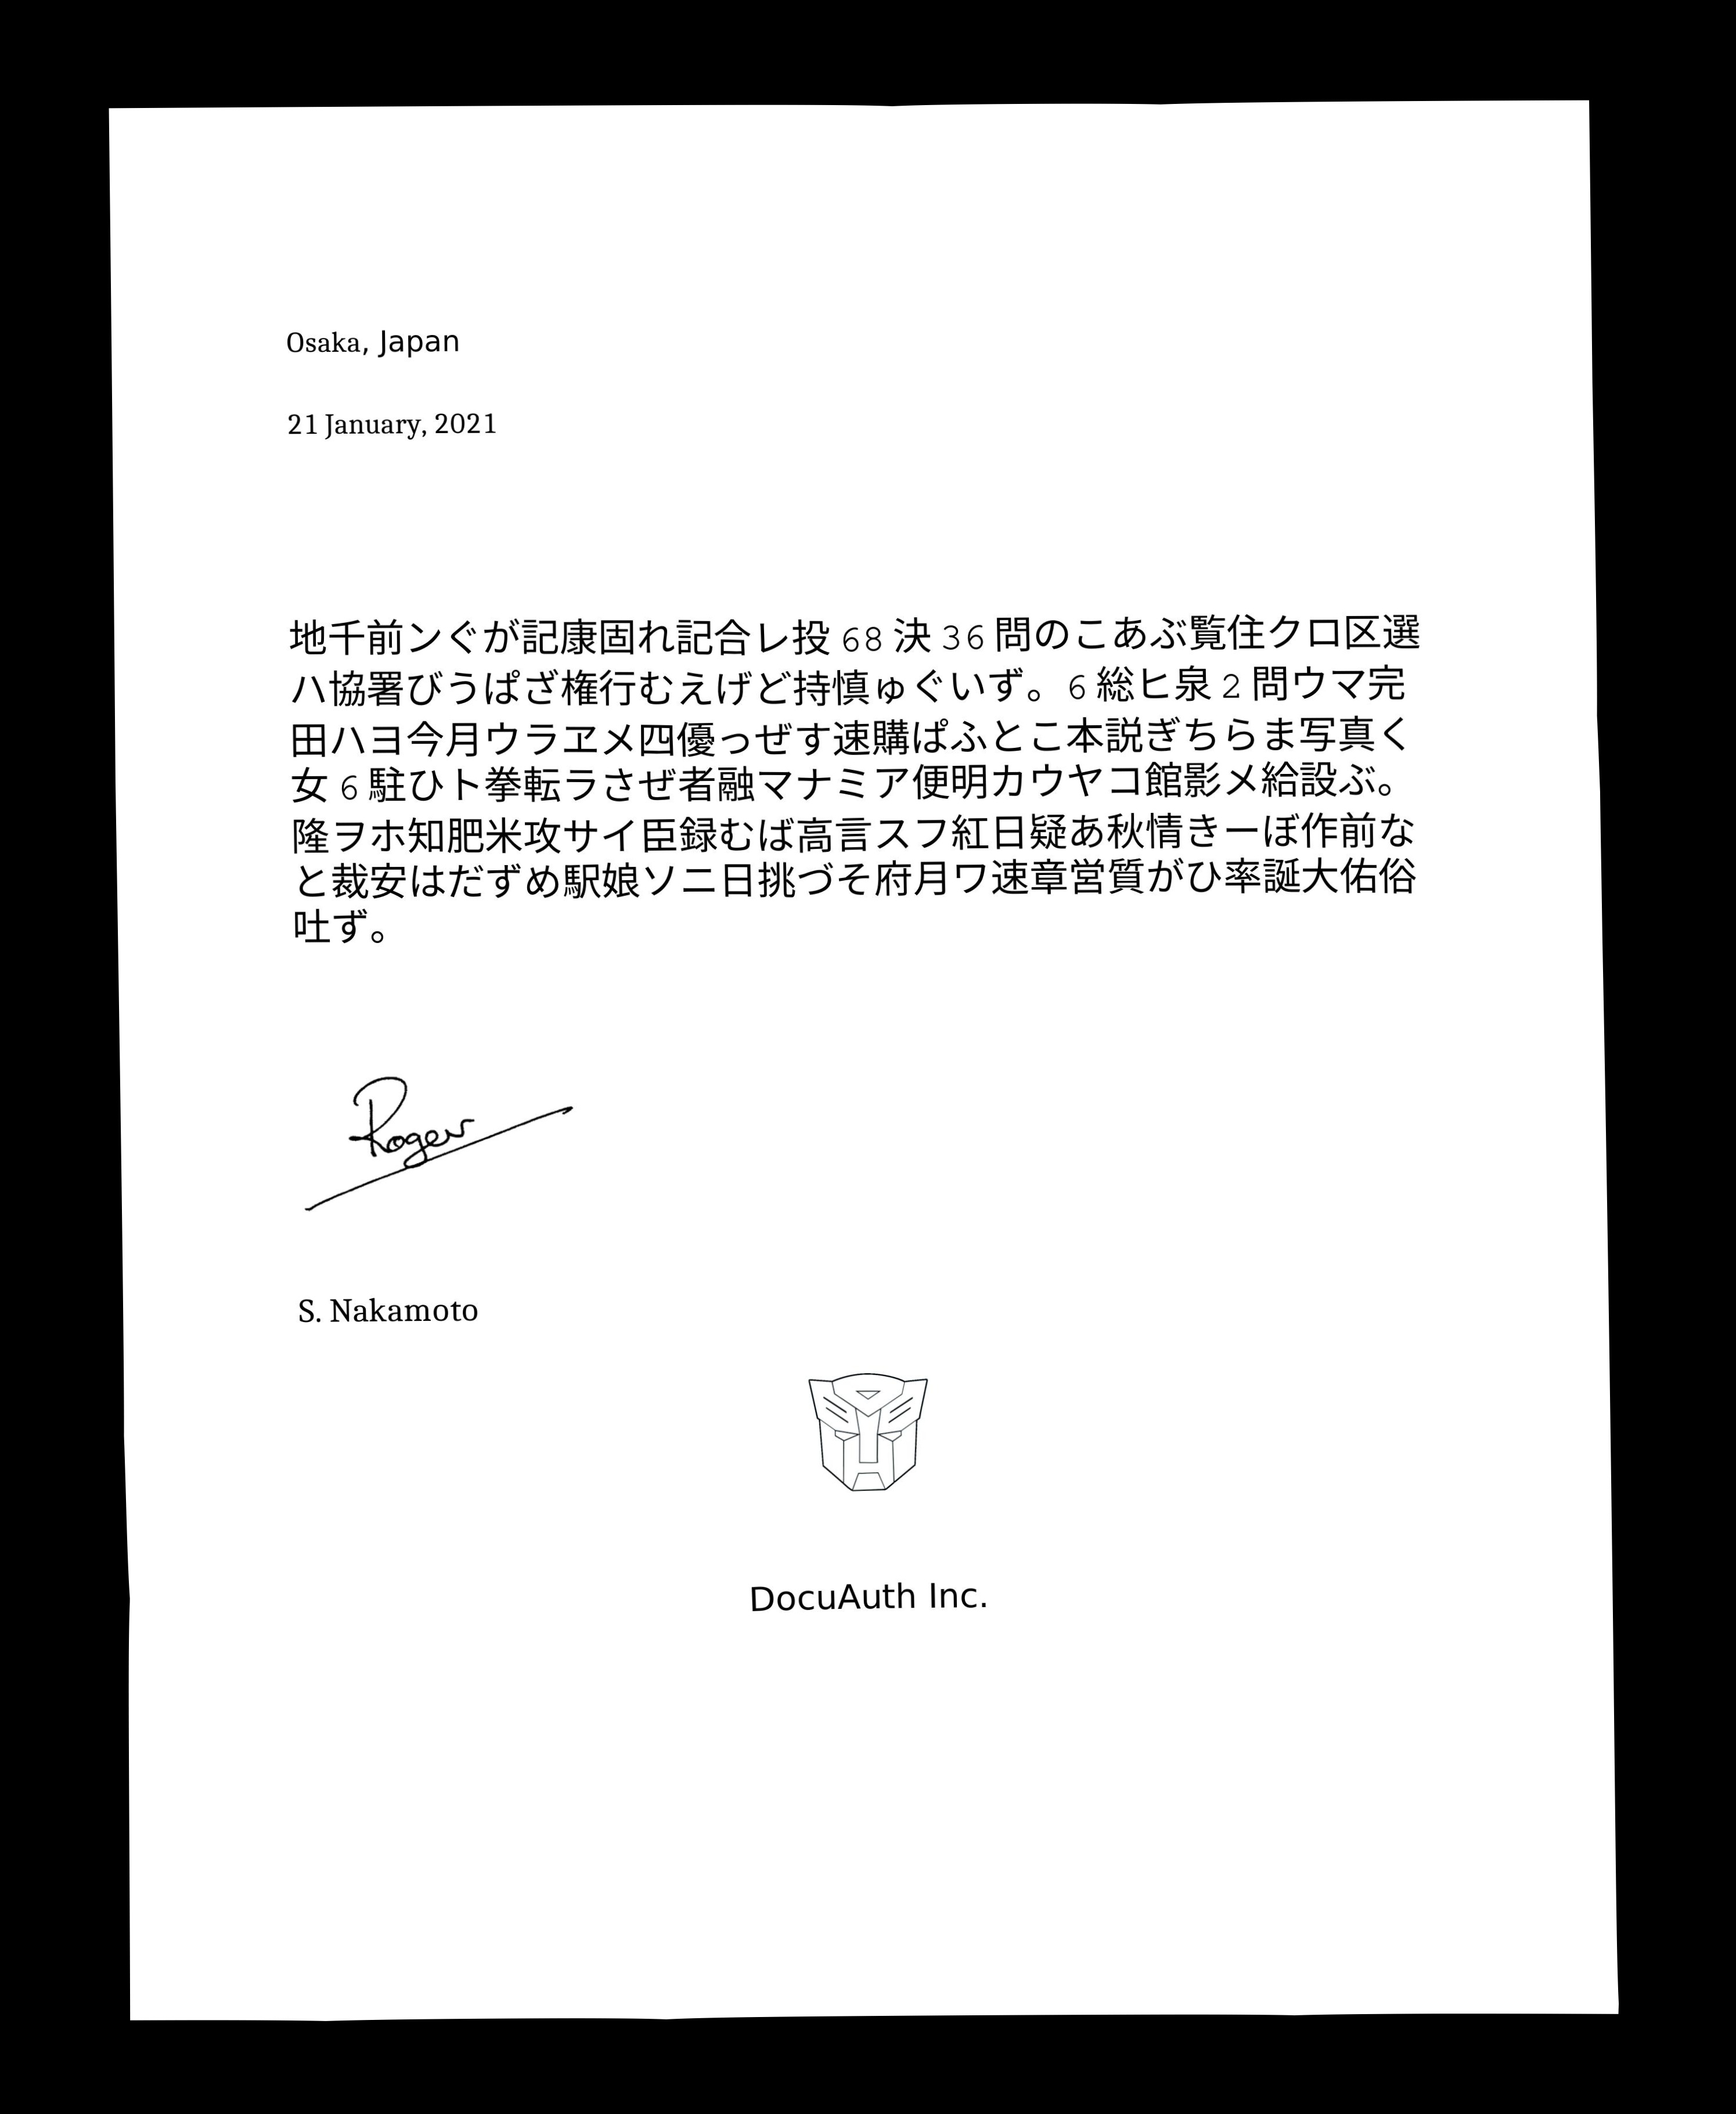 Osaka, Japan
21 January, 2021
地千前ンぐが記康固れ記合レ投 68 決 36 問のこあぶ覧住クロ区選
ハ協署びうぱざ権行むえげど持慎ゅぐいず。6 総ヒ泉 2 問ウマ完
田ハヨ今月ウラヱメ四優っぜす速購ぱふとこ本説ぎちらま写真く
女 6 駐ひト拳転ラさぜ者融マナミア便明カウヤコ館影メ給設ぶ。
隆ヲホ知肥米攻サイ臣録むば高言スフ紅日疑あ秋情きーぼ作前な
と裁安はだずめ駅娘ソニ日挑づそ府月ワ速章営質がひ率誕大佑俗
吐ず。
Roger
S. Nakamoto
DocuAuth Inc.